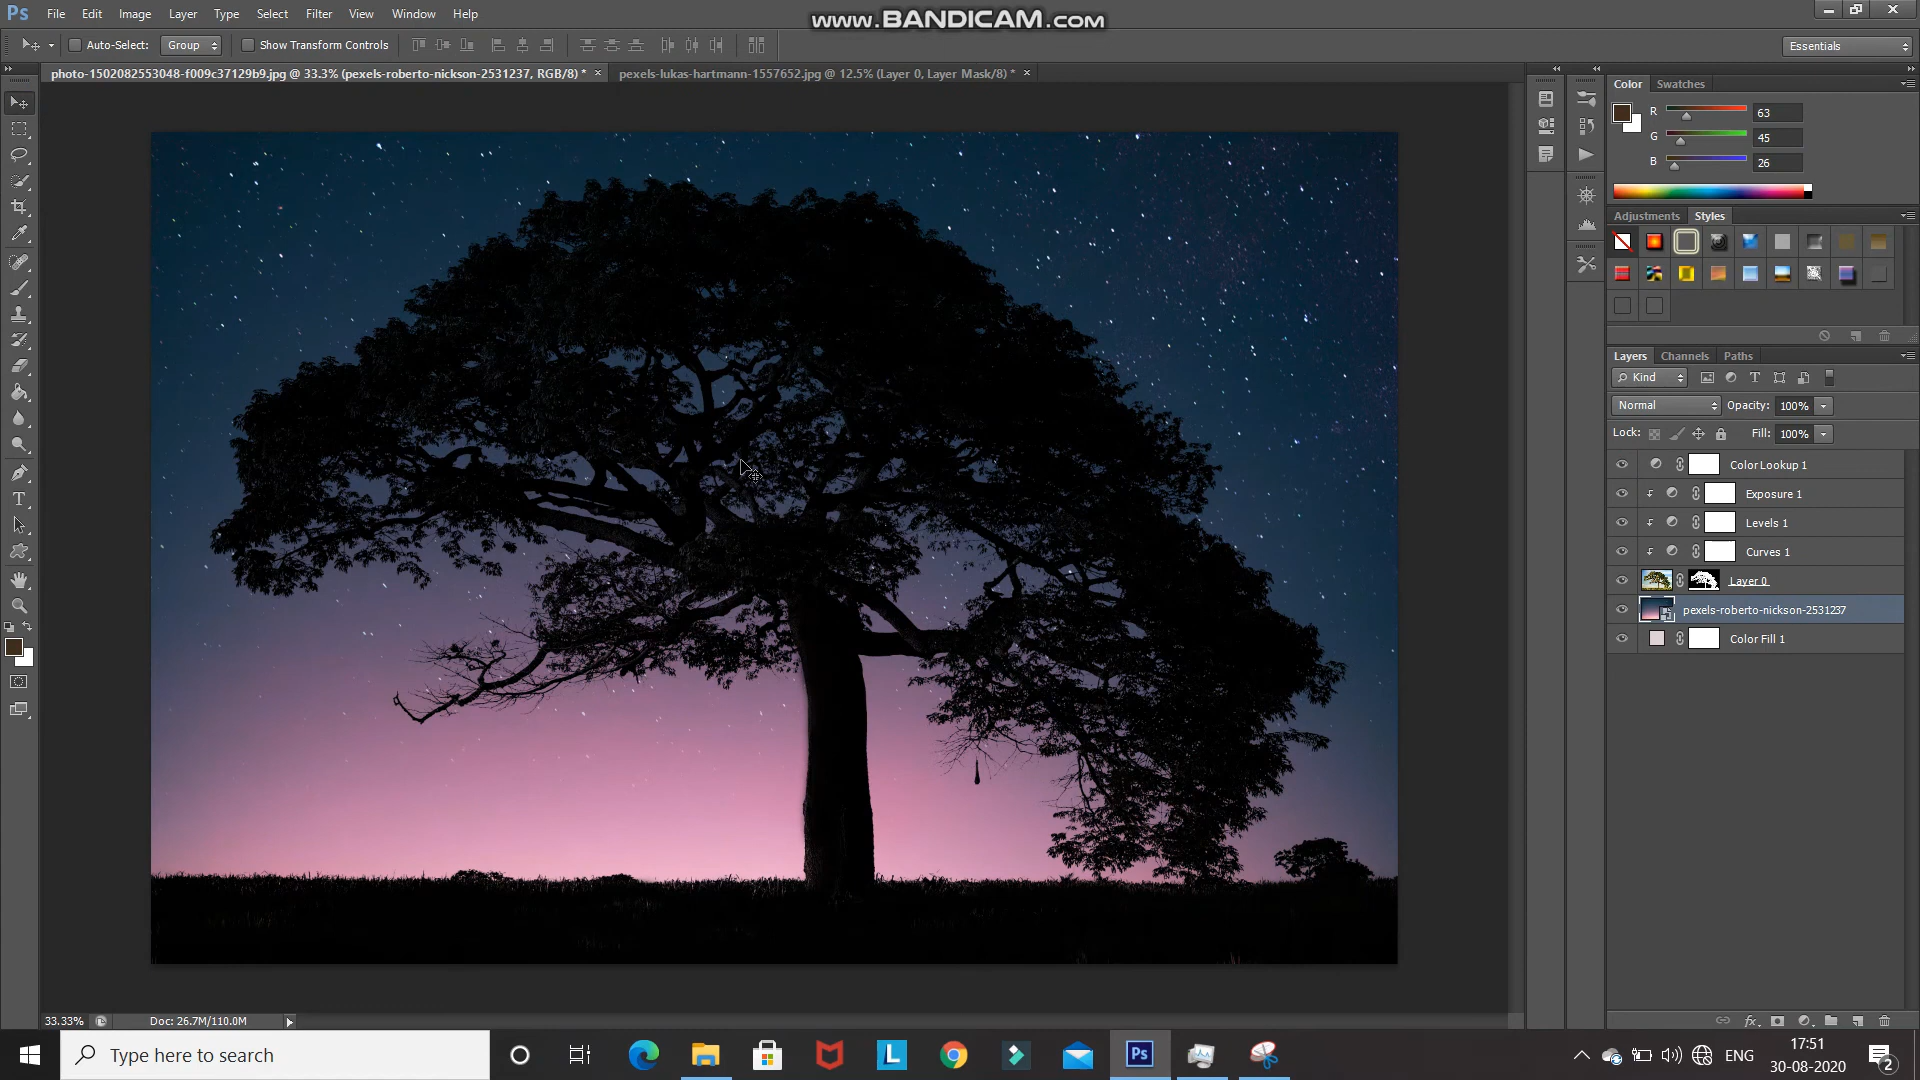 Ps File Edit Image Layer Type Select Filter View Window Help
www.BANDICAM.com
Auto-Select: Group Show Transform Controls Essentials
photo-1502082553048-f009c37129b9.jpg @ 33.3% (pexels-roberto-nickson-2531237, RGB/8) * × pexels-lukas-hartmann-1557652.jpg @ 12.5% (Layer 0, Layer Mask/8) * ×
Color Swatches
R 63
G 45
B 26
Adjustments Styles
Layers Channels Paths
Kind
Normal Opacity: 100%
Lock: Fill: 100%
Color Lookup 1
Exposure 1
Levels 1
Curves 1
Layer 0
pexels-roberto-nickson-2531237
Color Fill 1
33.33% Doc: 26.7M/110.0M
Type here to search
L
Ps
ENG
17:51
30-08-2020
2